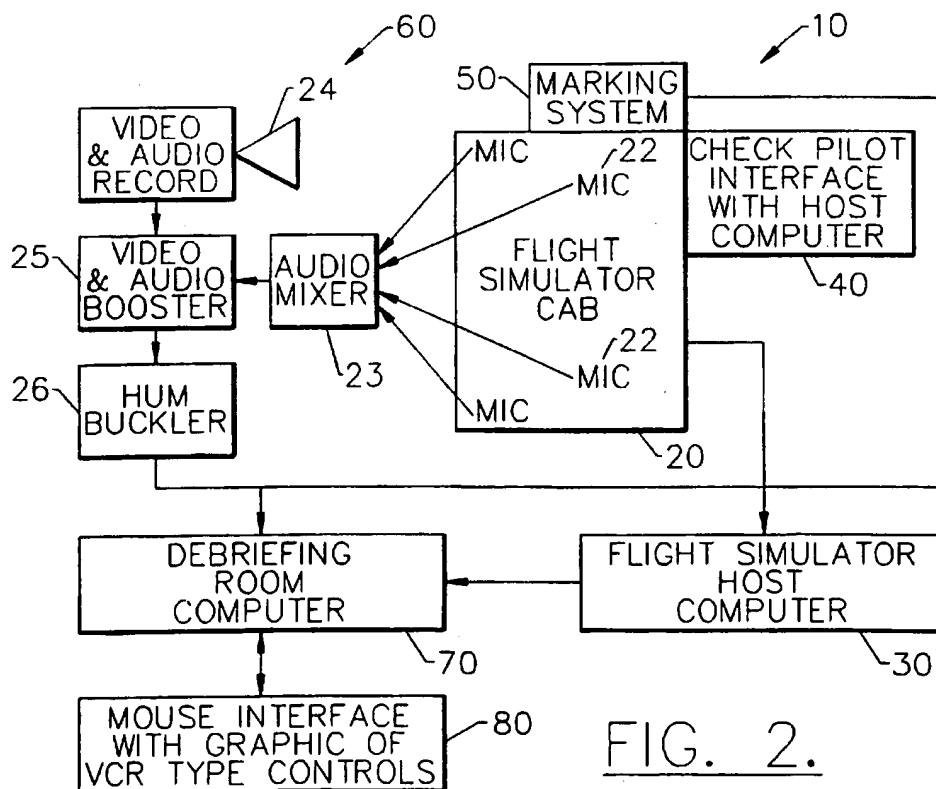 60
10
24
50
MARKING
SYSTEM
VIDEO
& AUDIO
RECORD
MIC
22
MIC
CHECK PILOT
INTERFACE
WITH HOST
COMPUTER
40
25
VIDEO
& AUDIO
BOOSTER
AUDIO
MIXER
23
FLIGHT
SIMULATOR
CAB
22
MIC
MIC
20
26
HUM
BUCKLER
DEBRIEFING
ROOM
COMPUTER
70
FLIGHT SIMULATOR
HOST
COMPUTER
30
MOUSE INTERFACE
WITH GRAPHIC OF
VCR TYPE CONTROLS
80
FIG. 2.